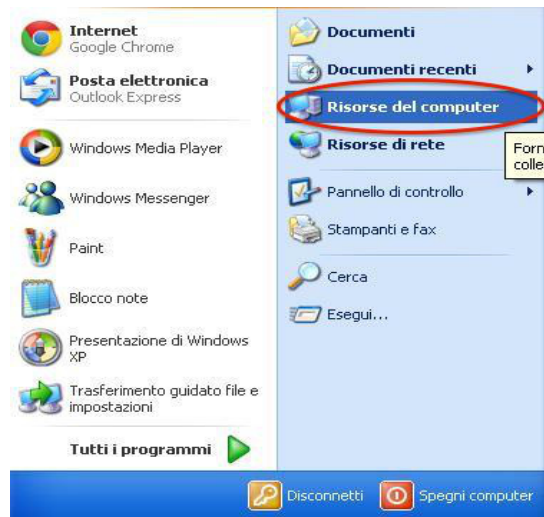 Internet
Google Chrome
Posta elettronica
Outlook Express
Windows Media Player
Windows Messenger
Paint
Blocco note
Presentazione di Windows
XP
Trasferimento guidato file e
impostazioni
Tutti i programmi
Documenti
Documenti recenti
Risorse del computer
Risorse di rete
Forn
colle
Pannello di controllo
Stampanti e fax
Cerca
Esegui...
Disconnetti
Spegni computer